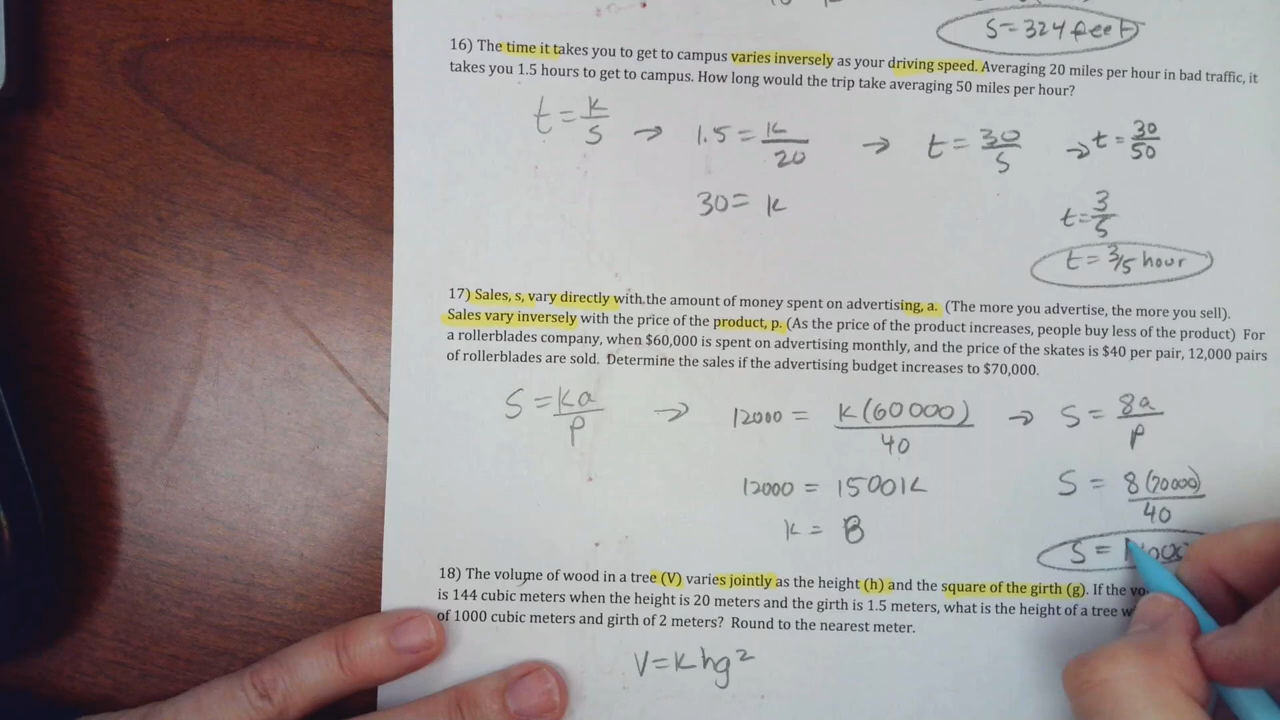 S=324 feet
16) The time it takes you to get to campus varies inversely as your driving speed. Averaging 20 miles per hour in bad traffic, it
takes you 1.5 hours to get to campus. How long would the trip take averaging 50 miles per hour?
t = k/s → 1.5 = k/20 → t = 30/s → t = 30/50
30 = k
t = 3/5
t = 3/5 hour
17) Sales, s, vary directly with the amount of money spent on advertising, a. (The more you advertise, the more you sell).
Sales vary inversely with the price of the product, p. (As the price of the product increases, people buy less of the product) For
a rollerblades company, when $60,000 is spent on advertising monthly, and the price of the skates is $40 per pair, 12,000 pairs
of rollerblades are sold. Determine the sales if the advertising budget increases to $70,000.
S = ka/p → 12000 = k(60000)/40 → S = 8a/p
12000 = 1500k
S = 8(70000)/40
k = 8
S =
18) The volume of wood in a tree (V) varies jointly as the height (h) and the square of the girth (g). If the
is 144 cubic meters when the height is 20 meters and the girth is 1.5 meters, what is the height of a tree
of 1000 cubic meters and girth of 2 meters? Round to the nearest meter.
V=khg²